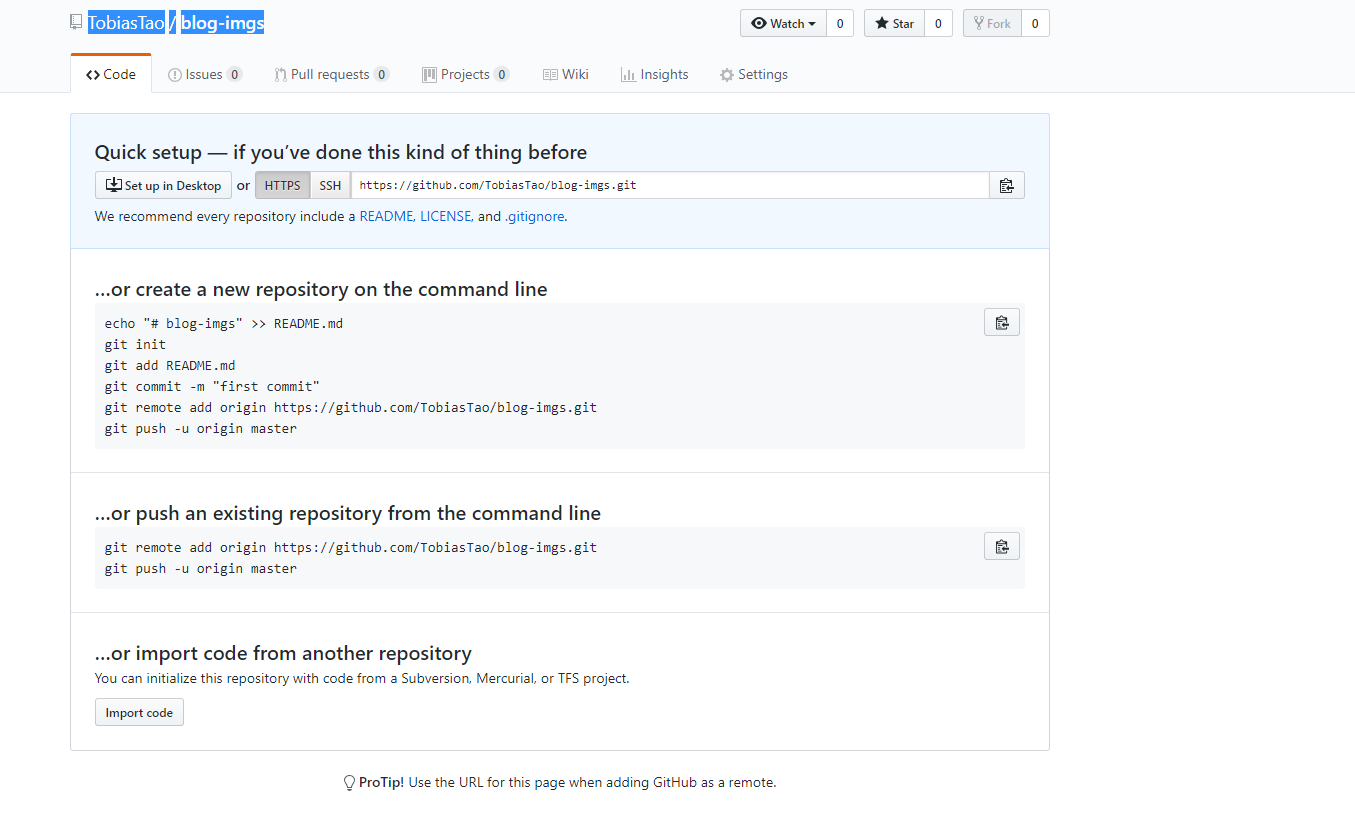 TobiasTao / blog-imgs
Watch 0 Star 0 Fork 0
Code Issues 0 Pull requests 0 Projects 0 Wiki Insights Settings
Quick setup — if you’ve done this kind of thing before
Set up in Desktop or HTTPS SSH https://github.com/TobiasTao/blog-imgs.git
We recommend every repository include a README, LICENSE, and .gitignore.
…or create a new repository on the command line
echo "# blog-imgs" >> README.md
git init
git add README.md
git commit -m "first commit"
git remote add origin https://github.com/TobiasTao/blog-imgs.git
git push -u origin master
…or push an existing repository from the command line
git remote add origin https://github.com/TobiasTao/blog-imgs.git
git push -u origin master
…or import code from another repository
You can initialize this repository with code from a Subversion, Mercurial, or TFS project.
Import code
ProTip! Use the URL for this page when adding GitHub as a remote.